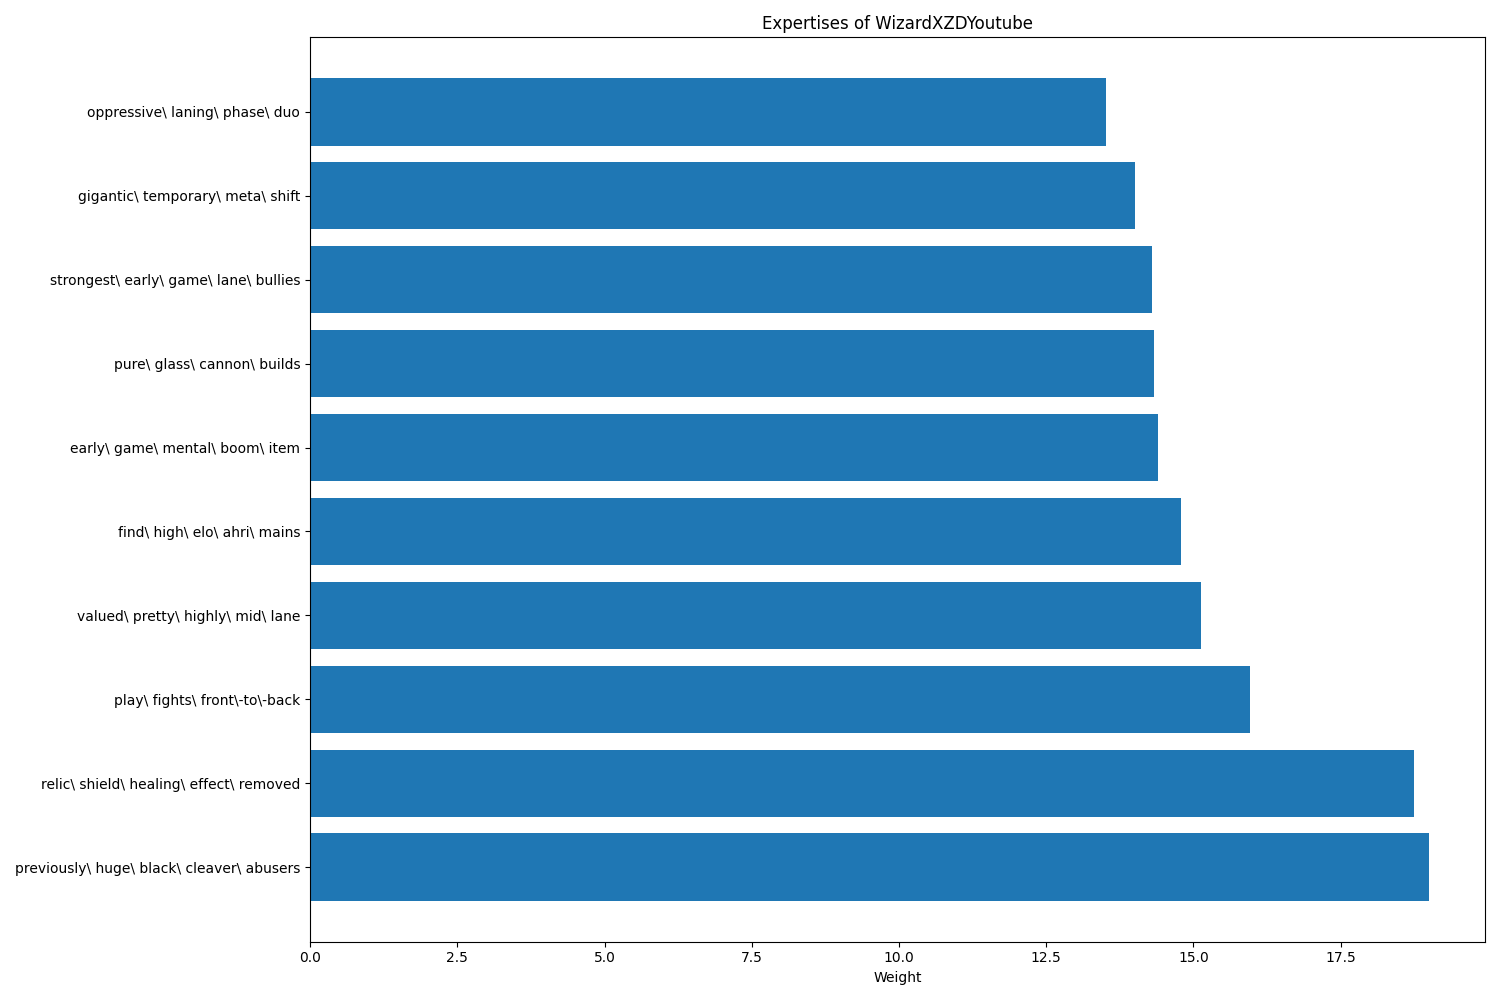 Expertises of WizardXZDYoutube
oppressive\ laning\ phase\ duo
gigantic\ temporary\ meta\ shift
strongest\ early\ game\ lane\ bullies
pure\ glass\ cannon\ builds
early\ game\ mental\ boom\ item
find\ high\ elo\ ahri\ mains
valued\ pretty\ highly\ mid\ lane
play\ fights\ front\-to\-back
relic\ shield\ healing\ effect\ removed
previously\ huge\ black\ cleaver\ abusers
0.0 2.5 5.0 7.5 10.0 12.5 15.0 17.5
Weight